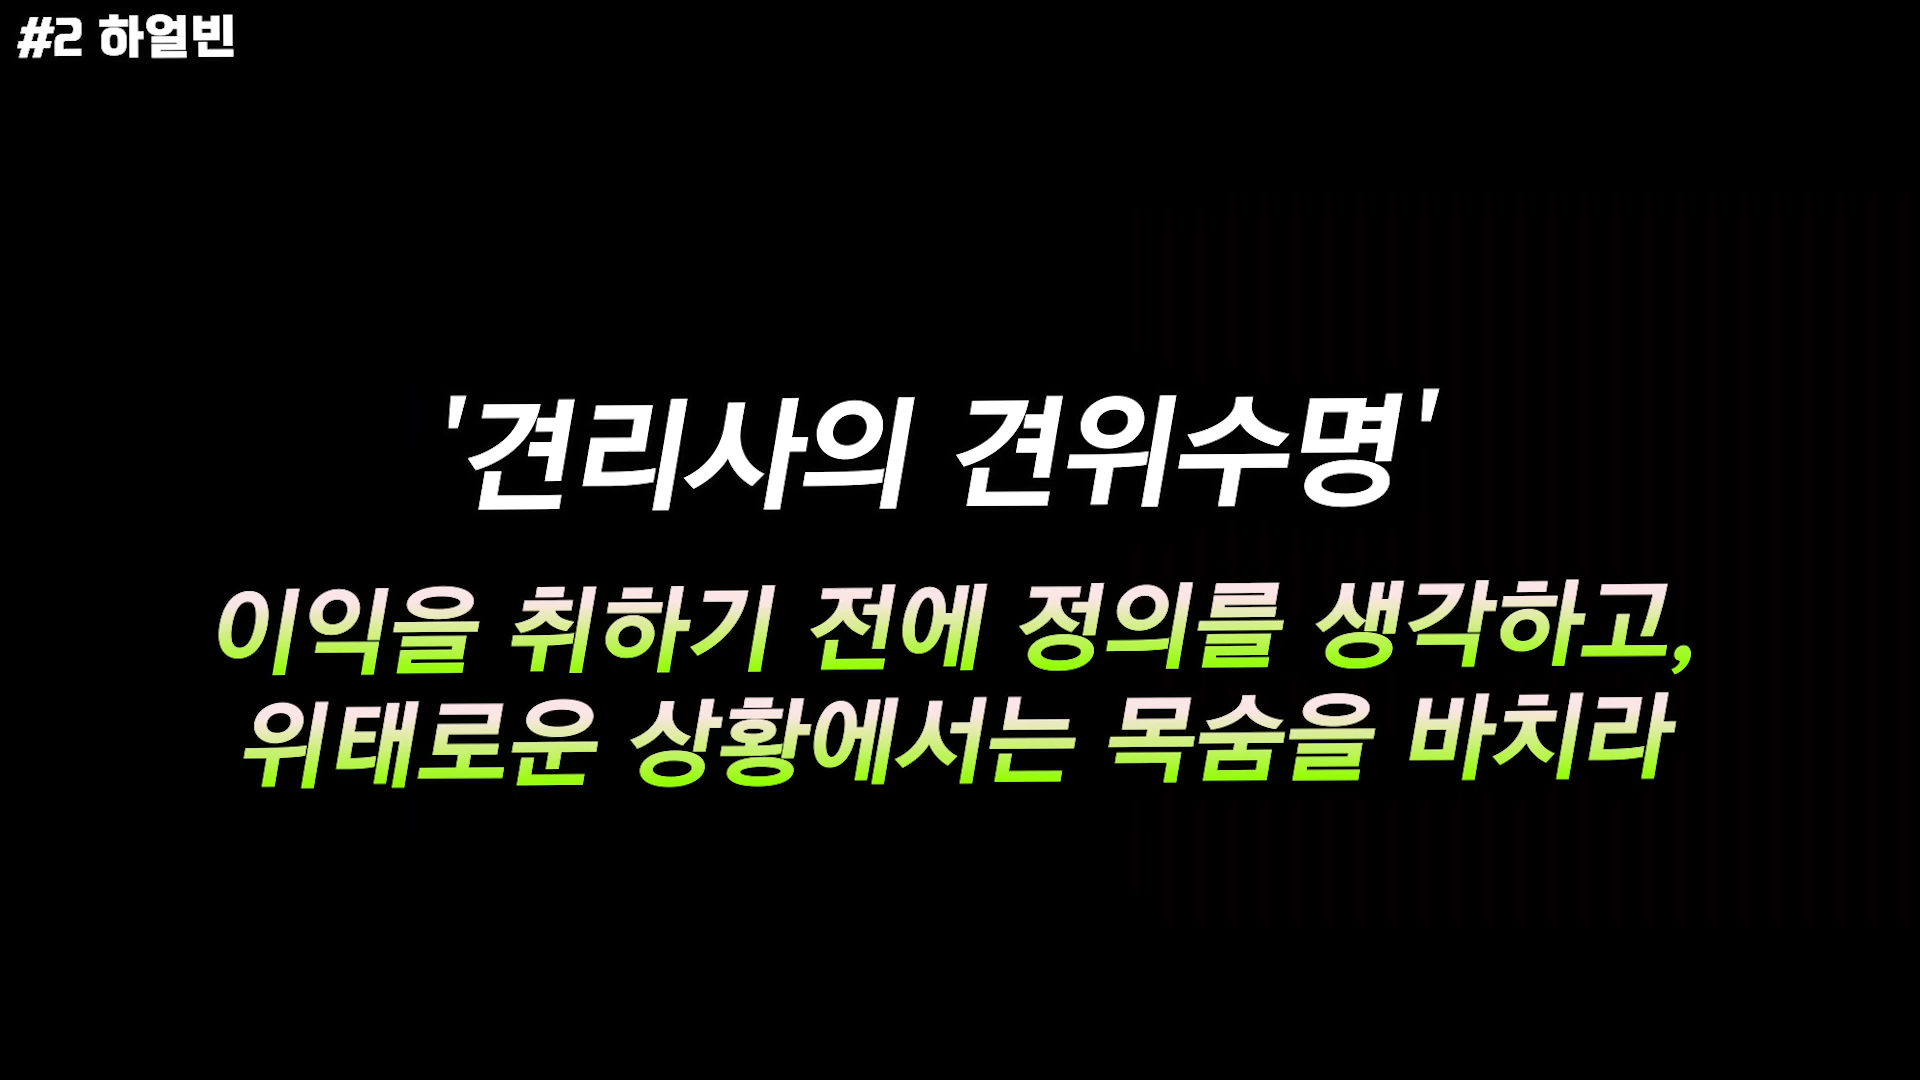 #2 하얼빈
'견리사의 견위수명'
이익을 취하기 전에 정의를 생각하고,
위태로운 상황에서는 목숨을 바치라